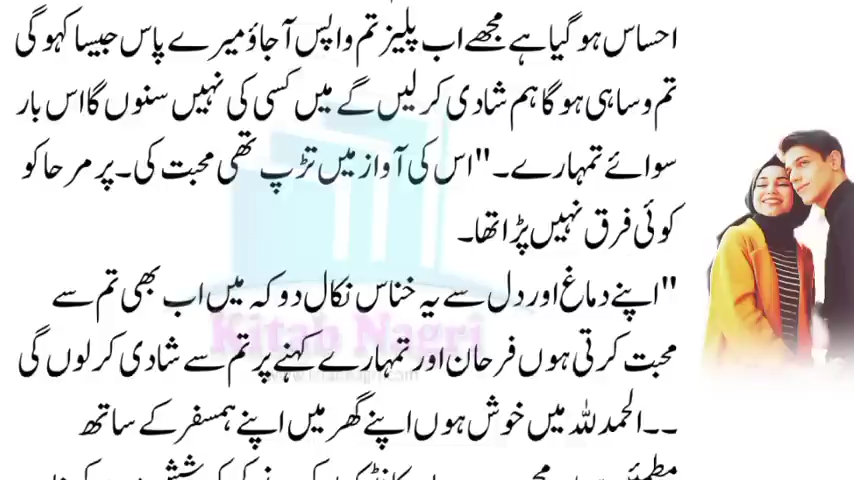 احساس ہو گیا ہے مجھے اب پلیز تم واپس آجاؤ میرے پاس جیسا کہو گی
تم وساہی ہو گا ہم شادی کر لیں گے میں کسی کی نہیں سنوں گا اس بار
سوائے تمہارے۔"اس کی آواز میں تڑپ تھی محبت کی۔ پر مرحا کو
کوئی فرق نہیں پڑا تھا۔
"اپنے دماغ اور دل سے یہ خناس نکال دو کہ میں اب بھی تم سے
محبت کرتی ہوں فرحان اور تمہارے کہنے پر تم سے شادی کر لوں گی
۔۔الحمدللہ میں خوش ہوں اپنے گھر میں اپنے ہمسفر کے ساتھ
Kitab Nagri